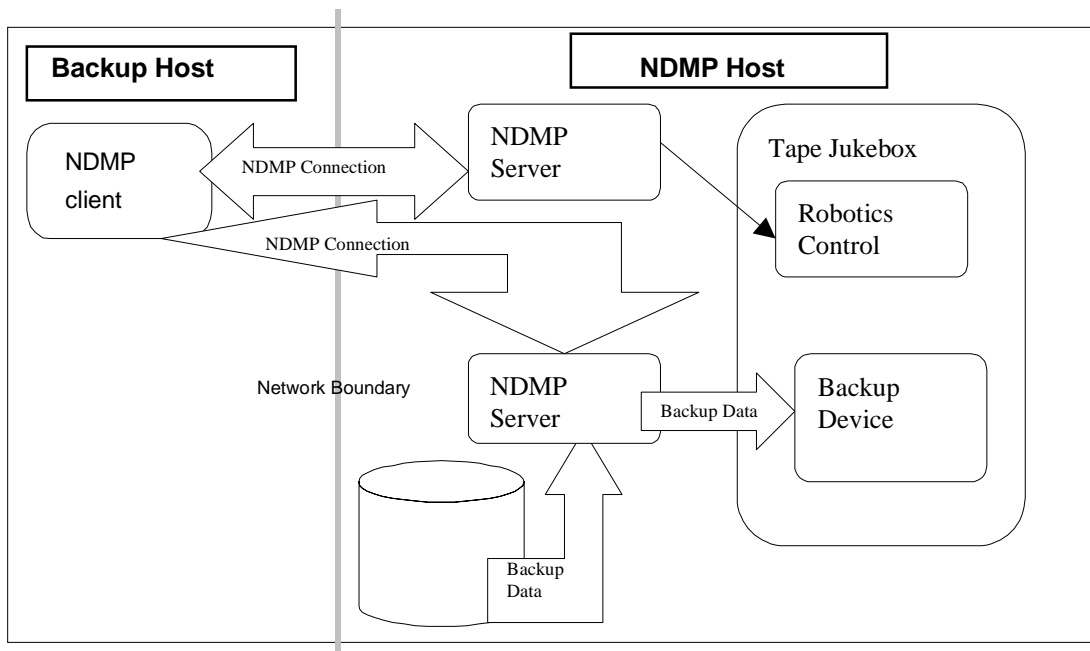 Backup Host
NDMP Host
NDMP
client
NDMP Connection
NDMP
Server
Tape Jukebox
Robotics
Control
NDMP Connection
Network Boundary
NDMP
Server
Backup Data
Backup
Device
Backup
Data